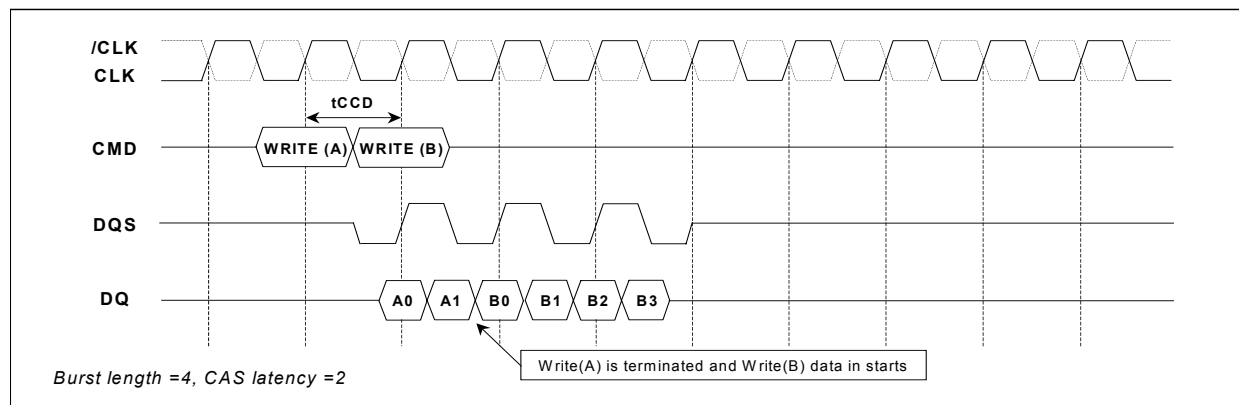 /CLK
CLK
tCCD
CMD
WRITE (A) WRITE (B)
DQS
DQ
A0 A1 B0 B1 B2 B3
Write(A) is terminated and Write(B) data in starts
Burst length =4, CAS latency =2